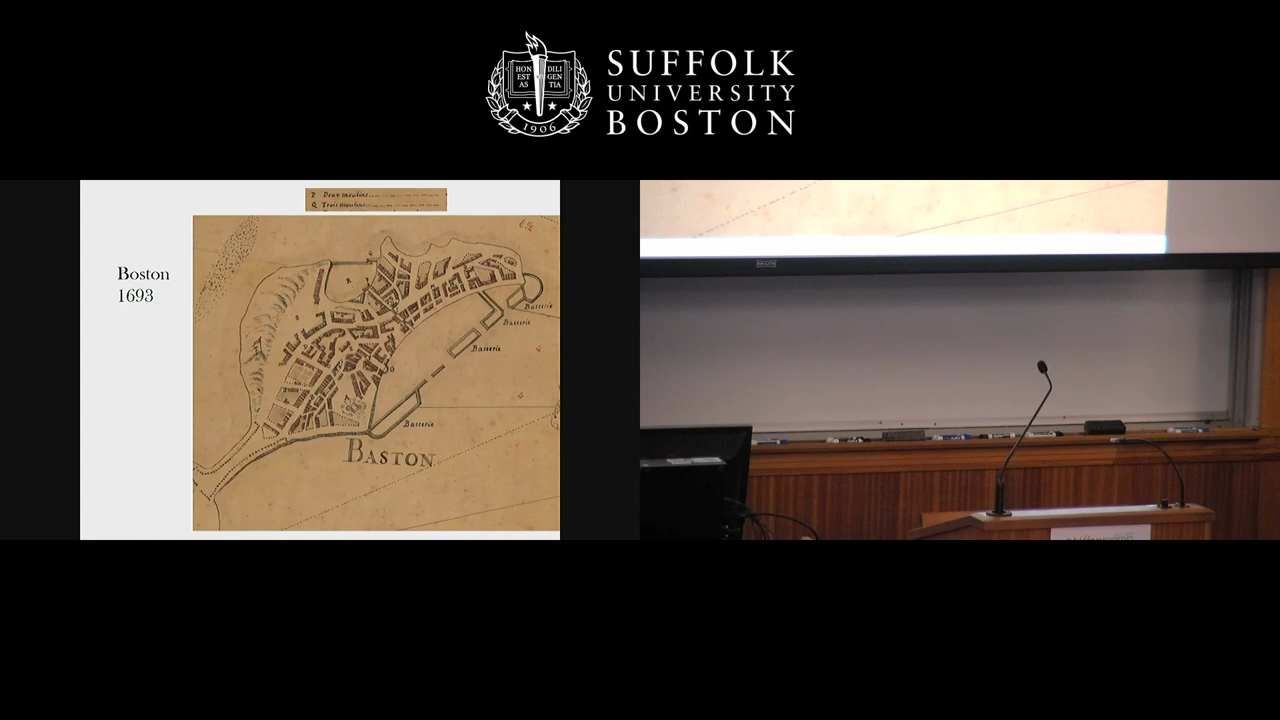 HON
EST
AS
DILI
GEN
TIA
1906
SUFFOLK
UNIVERSITY
BOSTON
P Deux moulins
Q Trois moulins
Boston
1693
Batterie
Batterie
Batterie
Batterie
BASTON